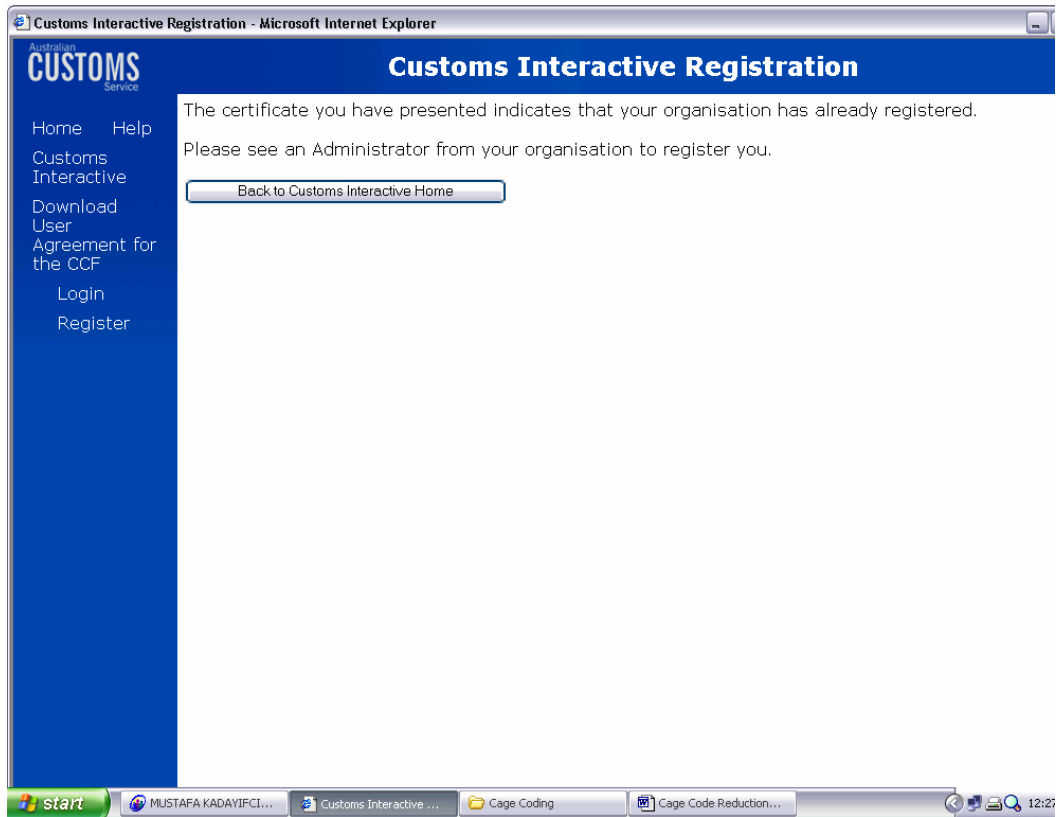 Customs Interactive Registration - Microsoft Internet Explorer
Australian
CUSTOMS
Service
Customs Interactive Registration
Home Help
Customs
Interactive
Download
User
Agreement for
the CCF
Login
Register
The certificate you have presented indicates that your organisation has already registered.
Please see an Administrator from your organisation to register you.
Back to Customs Interactive Home
start
MUSTAFA KADAYIFCI...
Customs Interactive ...
Cage Coding
Cage Code Reduction...
12:27